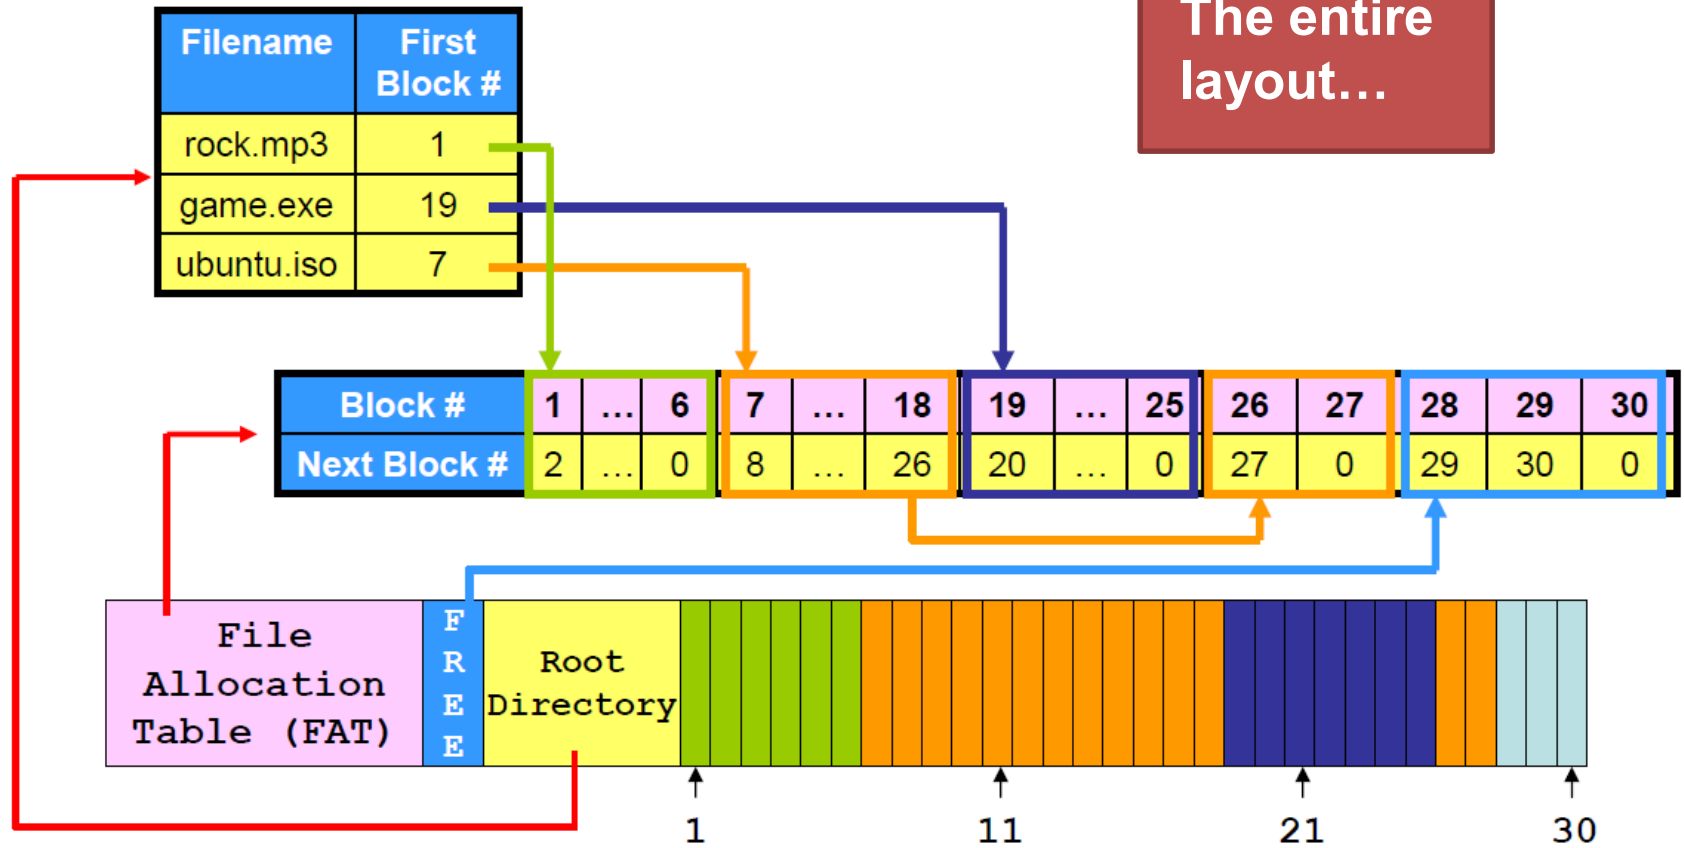 The entire
layout…
Filename First
Block #
rock.mp3 1
game.exe 19
ubuntu.iso 7
Block # 1 … 6 7 … 18 19 … 25 26 27 28 29 30
Next Block # 2 … 0 8 … 26 20 … 0 27 0 29 30 0
File
Allocation
Table (FAT)
F
R
E
E
Root
Directory
1 11 21 30